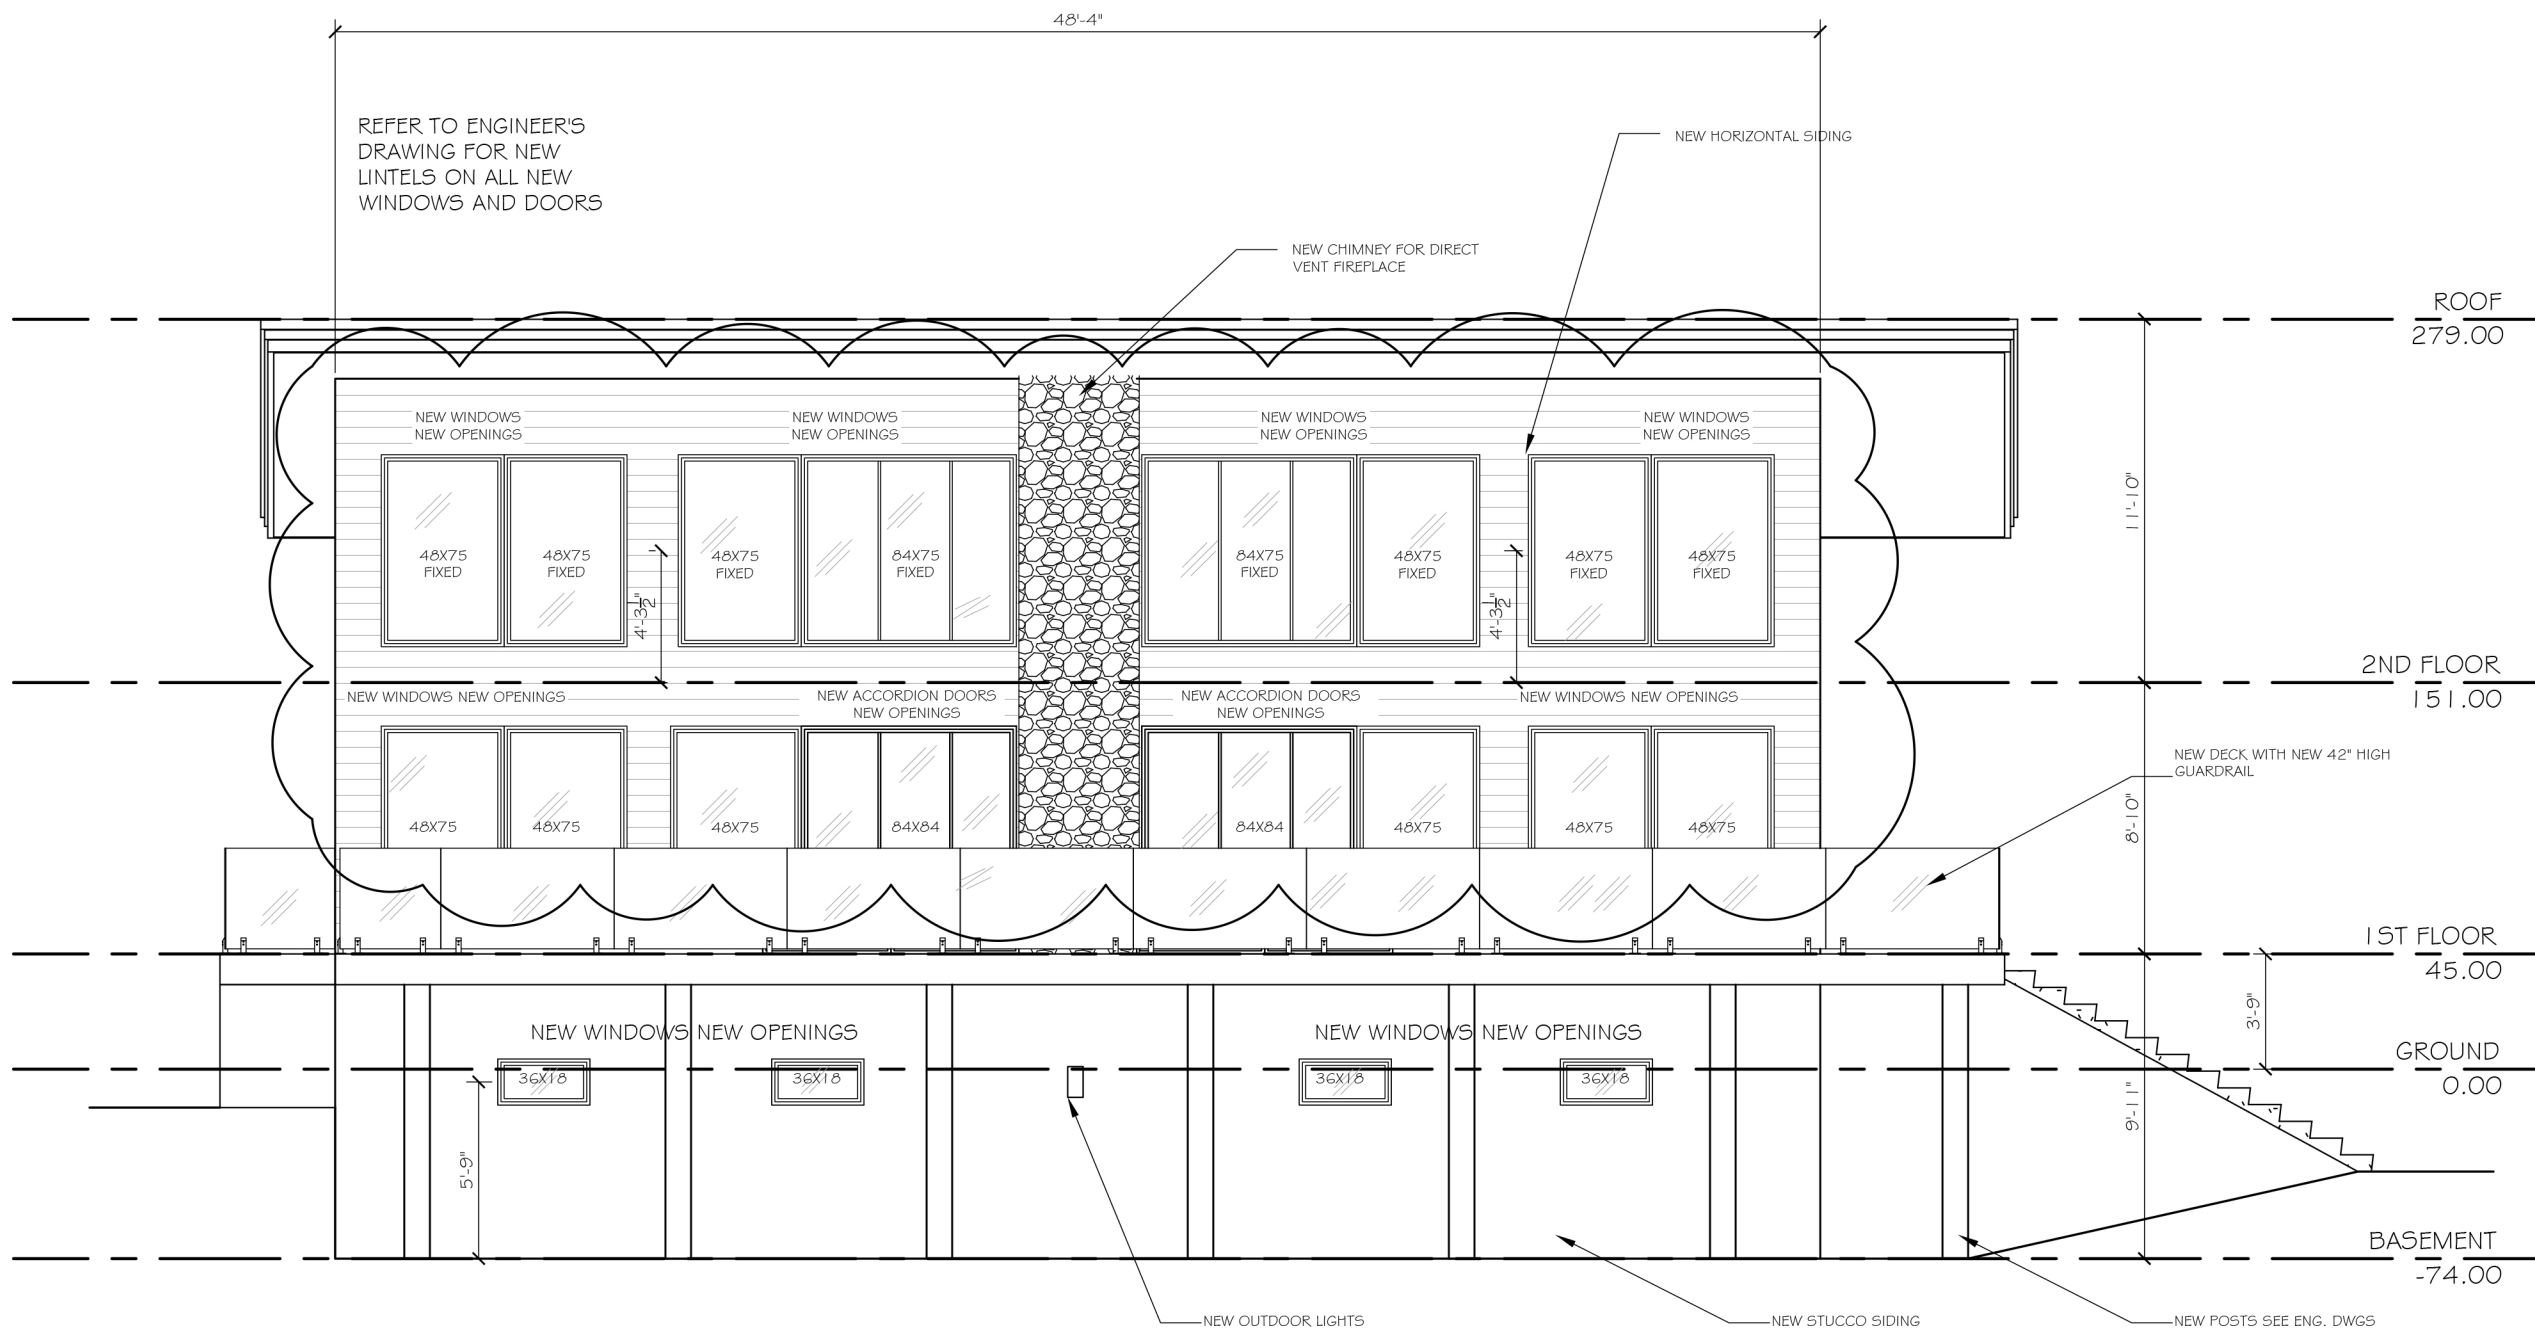 48'-4"
REFER TO ENGINEER'S
DRAWING FOR NEW
LINTELS ON ALL NEW
WINDOWS AND DOORS
NEW HORIZONTAL SIDING
NEW CHIMNEY FOR DIRECT
VENT FIREPLACE
ROOF
279.00
NEW WINDOWS
NEW OPENINGS
NEW WINDOWS
NEW OPENINGS
NEW WINDOWS
NEW OPENINGS
NEW WINDOWS
NEW OPENINGS
11'-10"
48X75
FIXED
48X75
FIXED
48X75
FIXED
84X75
FIXED
84X75
FIXED
48X75
FIXED
48X75
FIXED
48X75
FIXED
4'-3 1/2"
4'-3 1/2"
2ND FLOOR
151.00
NEW WINDOWS NEW OPENINGS
NEW ACCORDION DOORS
NEW OPENINGS
NEW ACCORDION DOORS
NEW OPENINGS
NEW WINDOWS NEW OPENINGS
NEW DECK WITH NEW 42" HIGH
GUARDRAIL
8'-10"
48X75
48X75
48X75
84X84
84X84
48X75
48X75
48X75
1ST FLOOR
45.00
3'-9"
NEW WINDOWS NEW OPENINGS
NEW WINDOWS NEW OPENINGS
GROUND
0.00
36X18
36X18
36X18
36X18
9'-11"
5'-9"
BASEMENT
-74.00
NEW OUTDOOR LIGHTS
NEW STUCCO SIDING
NEW POSTS SEE ENG. DWGS